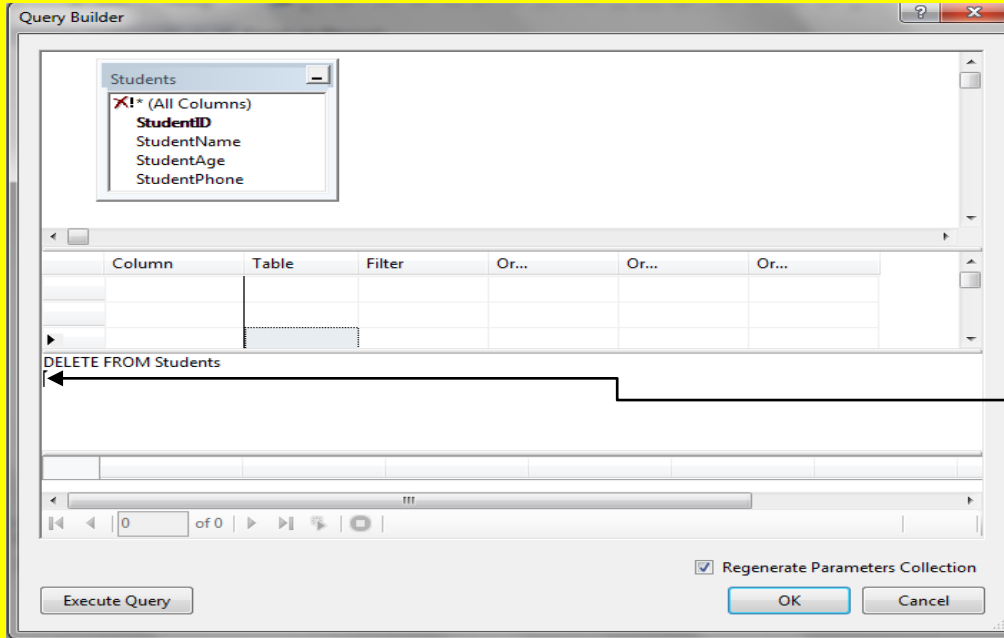 Query Builder
Students
* (All Columns)
StudentID
StudentName
StudentAge
StudentPhone
Column Table Filter Or... Or... Or...
DELETE FROM Students
0 of 0
Regenerate Parameters Collection
Execute Query OK Cancel